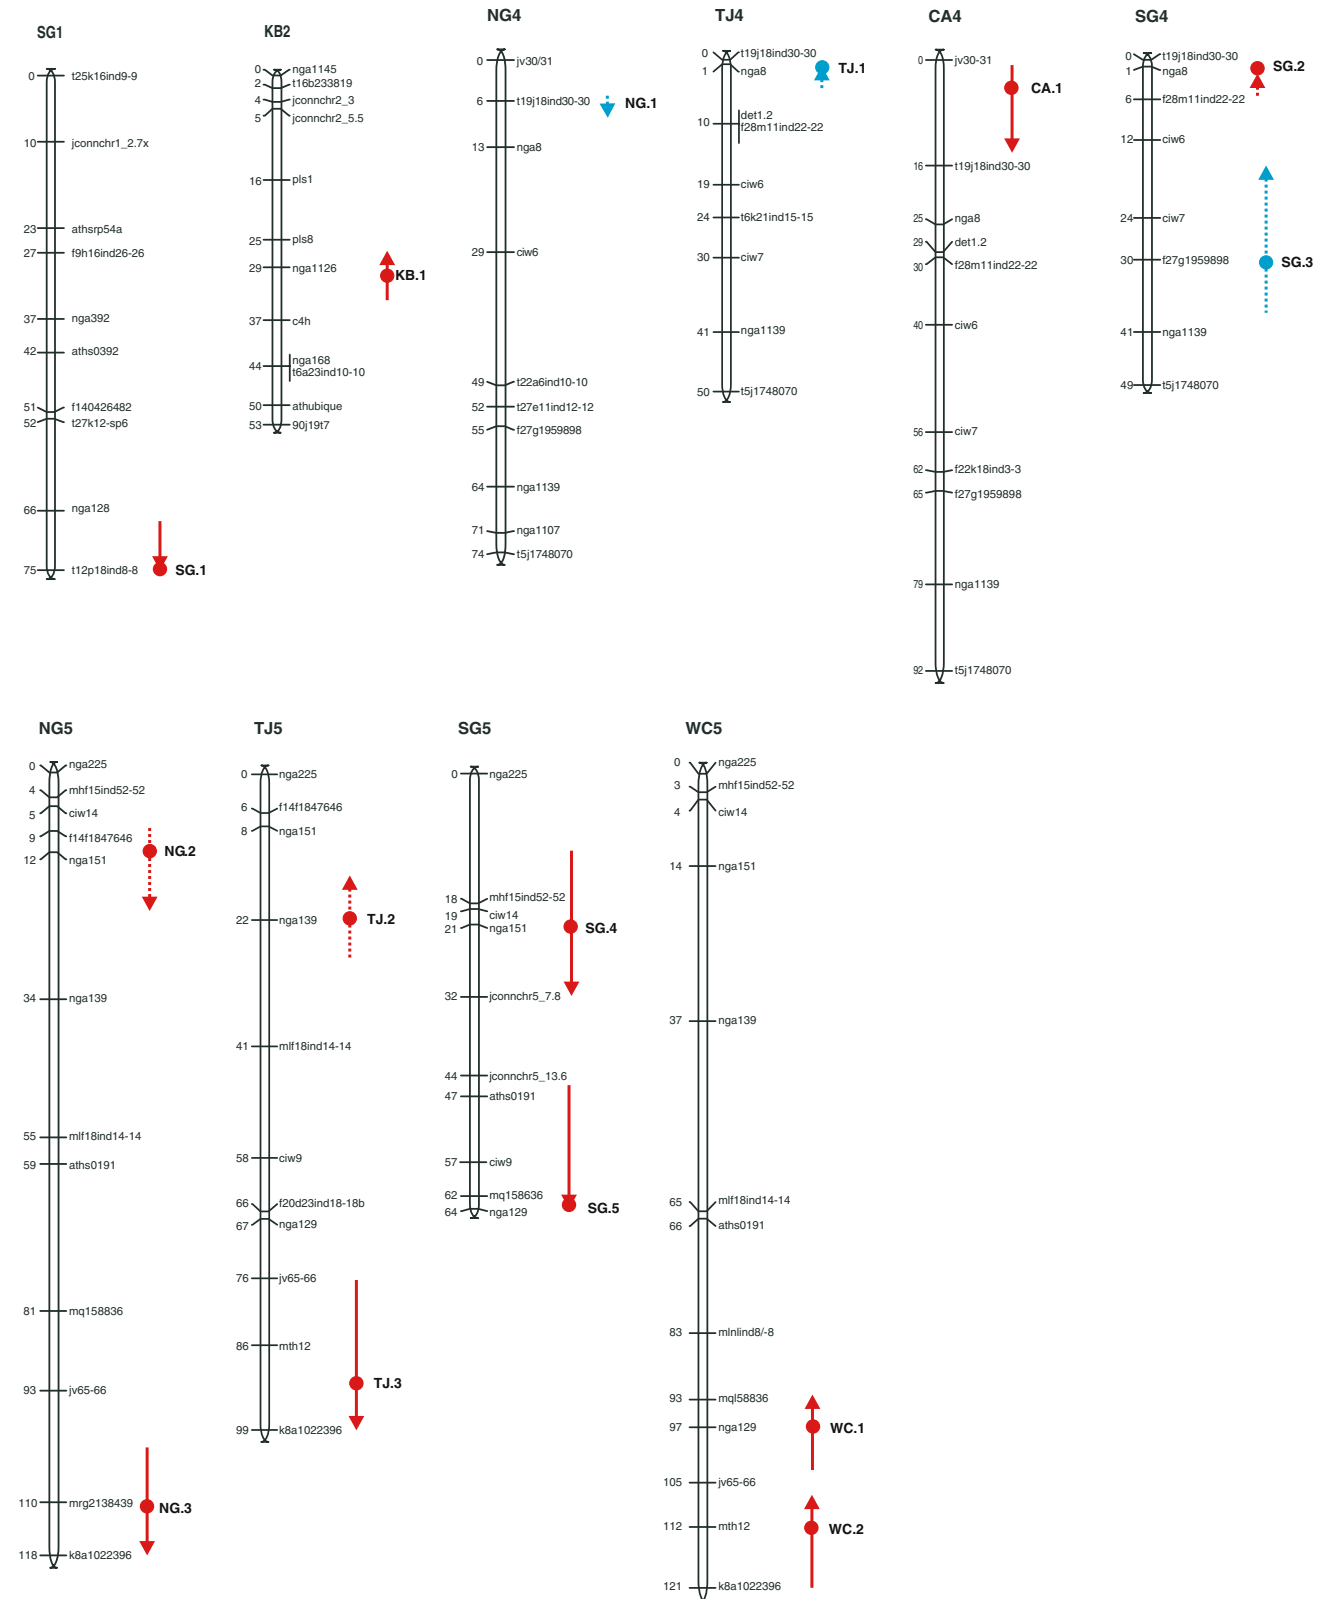 SG1
0 t25k16ind9-9
10 jconnchr1_2.7x
23 athsrp54a
27 f9h16ind26-26
37 nga392
42 aths0392
51 f140426482
52 t27k12-sp6
66 nga128
75 t12p18ind8-8
SG.1
KB2
0 nga1145
2 t16b233819
4 jconnchr2_3
5 jconnchr2_5.5
16 pls1
25 pls8
29 nga1126
37 c4h
44 nga168
t6a23ind10-10
50 athubique
53 90j19t7
KB.1
NG4
0 jv30/31
6 t19j18ind30-30
13 nga8
29 ciw6
49 t22a6ind10-10
52 t27e11ind12-12
55 f27g1959898
64 nga1139
71 nga1107
74 t5j1748070
NG.1
TJ4
0 t19j18ind30-30
1 nga8
10 det1.2
f28m11ind22-22
19 ciw6
24 t6k21ind15-15
30 ciw7
41 nga1139
50 t5j1748070
TJ.1
CA4
0 jv30-31
16 t19j18ind30-30
25 nga8
29 det1.2
30 f28m11ind22-22
40 ciw6
56 ciw7
62 f22k18ind3-3
65 f27g1959898
79 nga1139
92 t5j1748070
CA.1
SG4
0 t19j18ind30-30
1 nga8
6 f28m11ind22-22
12 ciw6
24 ciw7
30 f27g1959898
41 nga1139
49 t5j1748070
SG.2
SG.3
NG5
0 nga225
4 mhf15ind52-52
5 ciw14
9 f14f1847646
12 nga151
34 nga139
55 mlf18ind14-14
59 aths0191
81 mq158836
93 jv65-66
110 mrg2138439
118 k8a1022396
NG.2
NG.3
TJ5
0 nga225
6 f14f1847646
8 nga151
22 nga139
41 mlf18ind14-14
58 ciw9
66 f20d23ind18-18b
67 nga129
76 jv65-66
86 mth12
99 k8a1022396
TJ.2
TJ.3
SG5
0 nga225
18 mhf15ind52-52
19 ciw14
21 nga151
32 jconnchr5_7.8
44 jconnchr5_13.6
47 aths0191
57 ciw9
62 mq158636
64 nga129
SG.4
SG.5
WC5
0 nga225
3 mhf15ind52-52
4 ciw14
14 nga151
37 nga139
65 mlf18ind14-14
66 aths0191
83 mlnlind8/-8
93 mql58836
97 nga129
105 jv65-66
112 mth12
121 k8a1022396
WC.1
WC.2